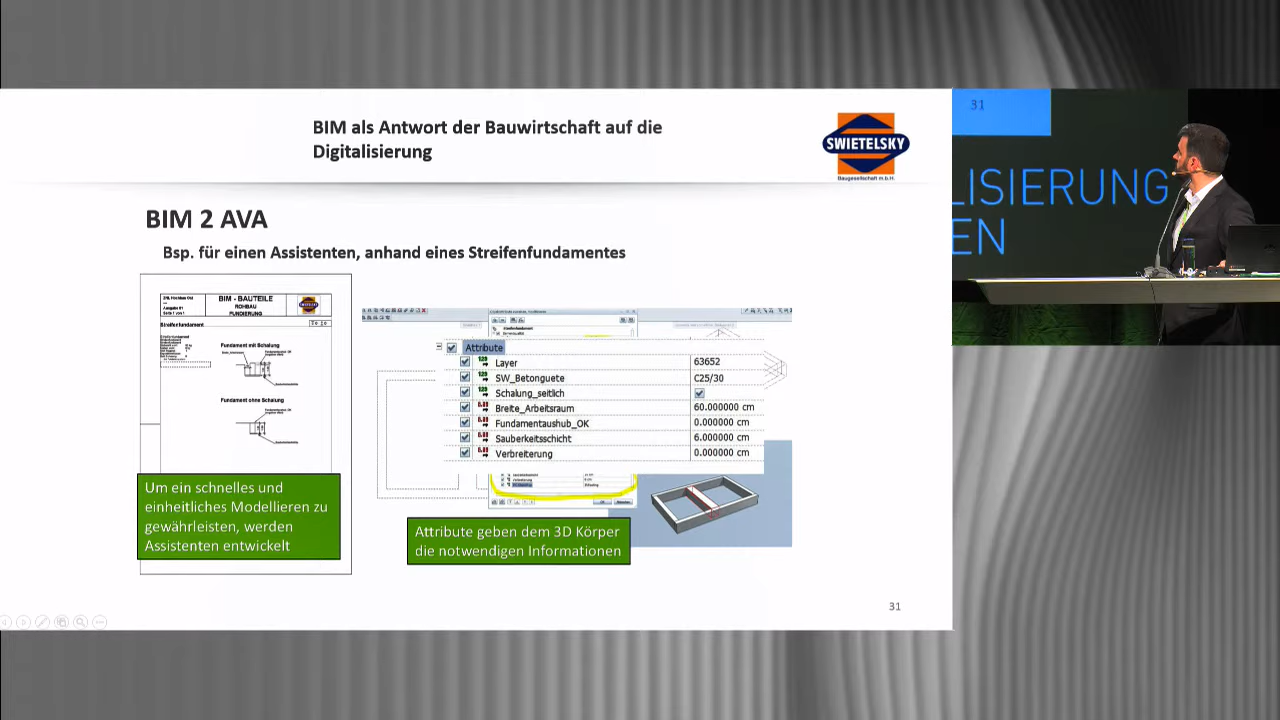 BIM als Antwort der Bauwirtschaft auf die
Digitalisierung
SWIETELSKY
Baugesellschaft m.b.H.
BIM 2 AVA
Bsp. für einen Assistenten, anhand eines Streifenfundamentes
BIM - BAUTEILE
ROHBAU
FUNDIERUNG
Streifenfundament
Fundament mit Schalung
Fundament ohne Schalung
Attribute
Layer 63652
SW_Betonguete C25/30
Schalung_seitlich
Breite_Arbeitsraum 60.000000 cm
Fundamentaushub_OK 0.000000 cm
Sauberkeitsschicht 6.000000 cm
Verbreiterung 0.000000 cm
Um ein schnelles und
einheitliches Modellieren zu
gewährleisten, werden
Assistenten entwickelt
Attribute geben dem 3D Körper
die notwendigen Informationen
31
31
LISIERUNG
EN